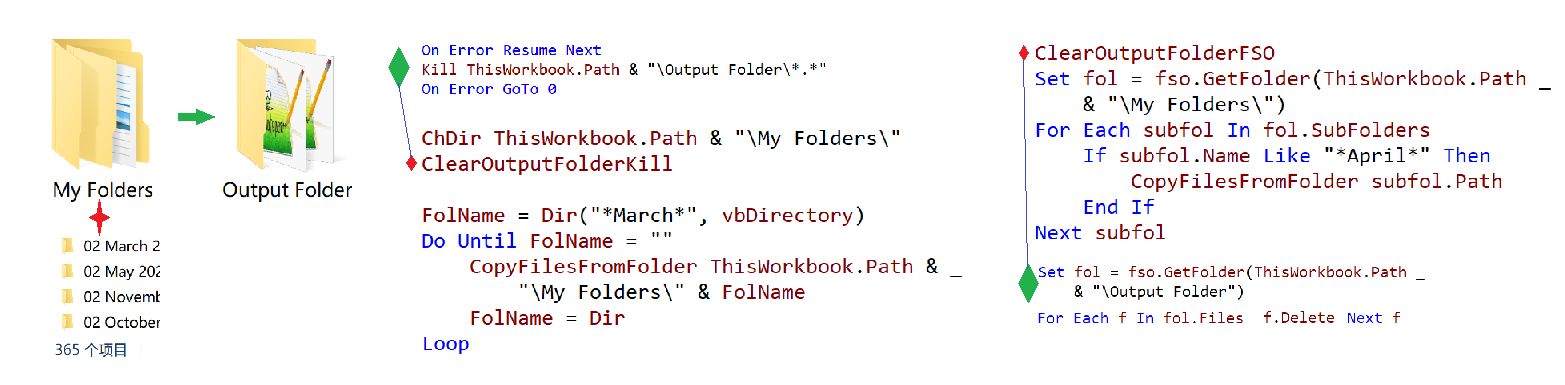 My Folders
Output Folder
02 March 2
02 May 202
02 Novemb
02 October
365 个项目
On Error Resume Next
Kill ThisWorkbook.Path & "\Output Folder\*.*"
On Error GoTo 0
ChDir ThisWorkbook.Path & "\My Folders\"
ClearOutputFolderKill
FolName = Dir("*March*", vbDirectory)
Do Until FolName = ""
CopyFilesFromFolder ThisWorkbook.Path & _
"\My Folders\" & FolName
FolName = Dir
Loop
ClearOutputFolderFSO
Set fol = fso.GetFolder(ThisWorkbook.Path _
& "\My Folders\")
For Each subfol In fol.SubFolders
If subfol.Name Like "*April*" Then
CopyFilesFromFolder subfol.Path
End If
Next subfol
Set fol = fso.GetFolder(ThisWorkbook.Path _
& "\Output Folder")
For Each f In fol.Files f.Delete Next f